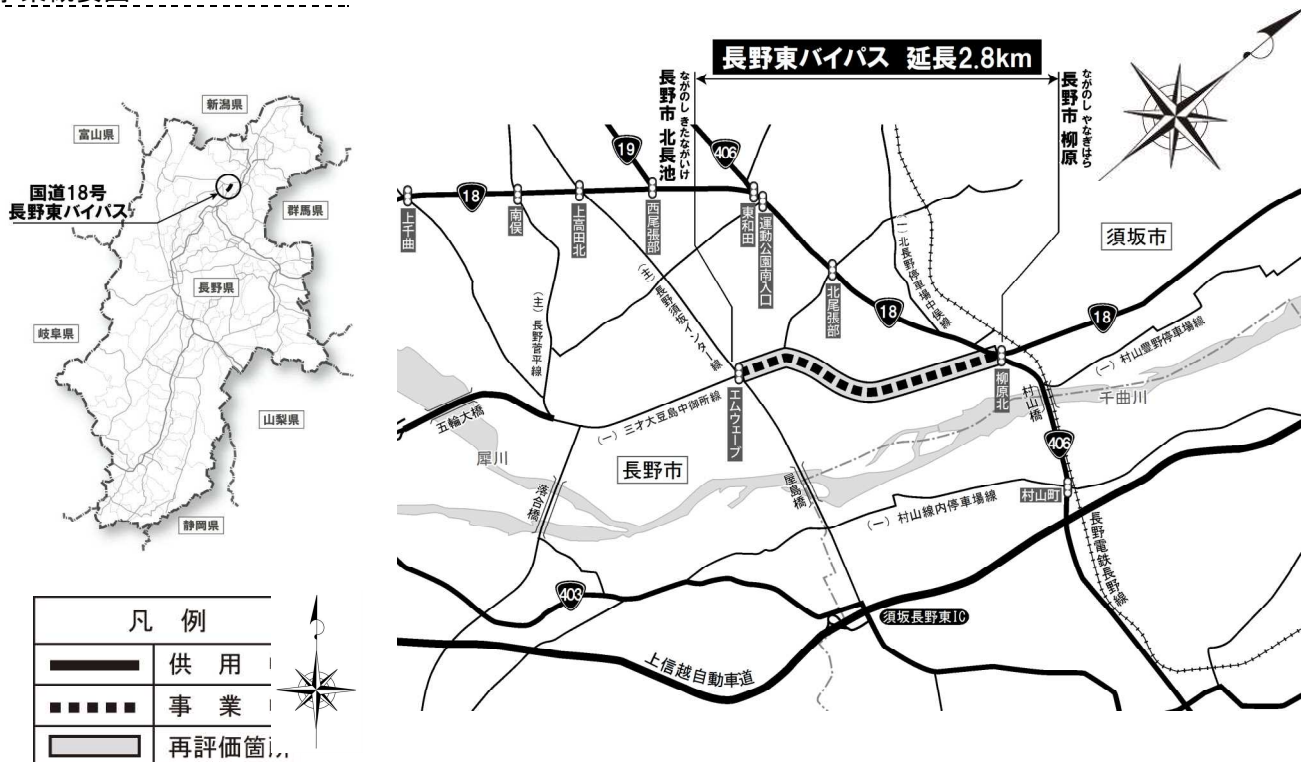 新潟県
富山県
国道18号
長野東バイパス
群馬県
長野県
岐阜県
山梨県
静岡県
凡 例
供 用
事 業
再評価箇
長野東バイパス 延長2.8km
長野市 北長池
ながのし きたながいけ
長野市 柳原
ながのし やなぎはら
19
406
18
上千曲
南俣
上高田北
西尾張部
東和田
運動公園南入口
北尾張部
(一)北長野停車場中俣線
須坂市
(主)長野菅平線
(主)長野須坂インター線
18
18
(一)村山豊野停車場線
エムウェーブ
柳原北
村山橋
千曲川
五輪大橋
(一)三才大豆島中御所線
406
犀川
長野市
落合橋
屋島橋
村山町
(一)村山線内停車場線
長野電鉄長野線
403
須坂長野東IC
上信越自動車道